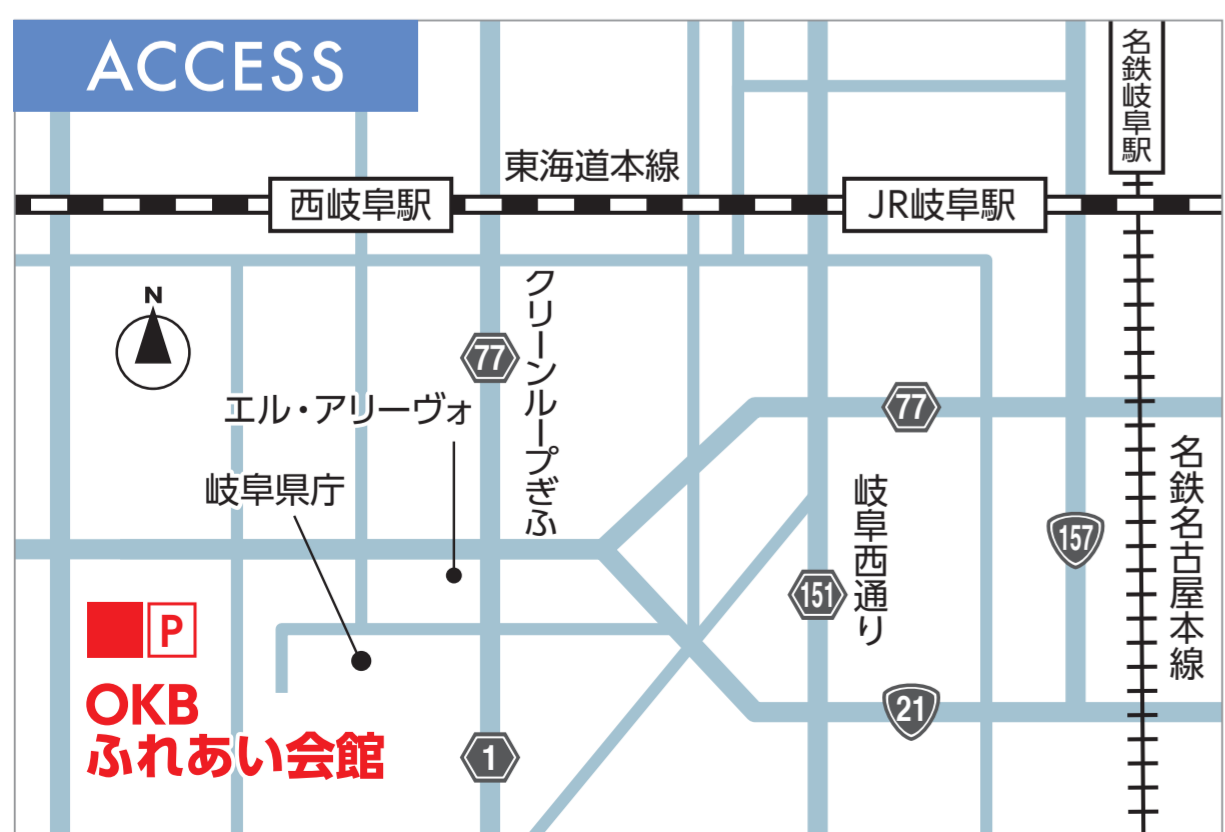 ACCESS
名鉄岐阜駅
東海道本線
西岐阜駅
JR岐阜駅
N
クリーンループぎふ
77
エル・アリーヴォ
77
岐阜県庁
名鉄名古屋本線
岐阜西通り
157
151
P
OKB
ふれあい会館
21
1